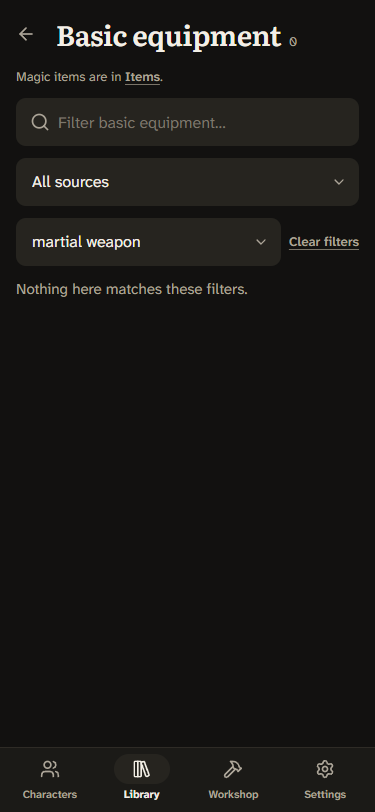 Basic equipment 0
Magic items are in Items.
Filter basic equipment...
All sources
martial weapon
Clear filters
Nothing here matches these filters.
Characters
Library
Workshop
Settings